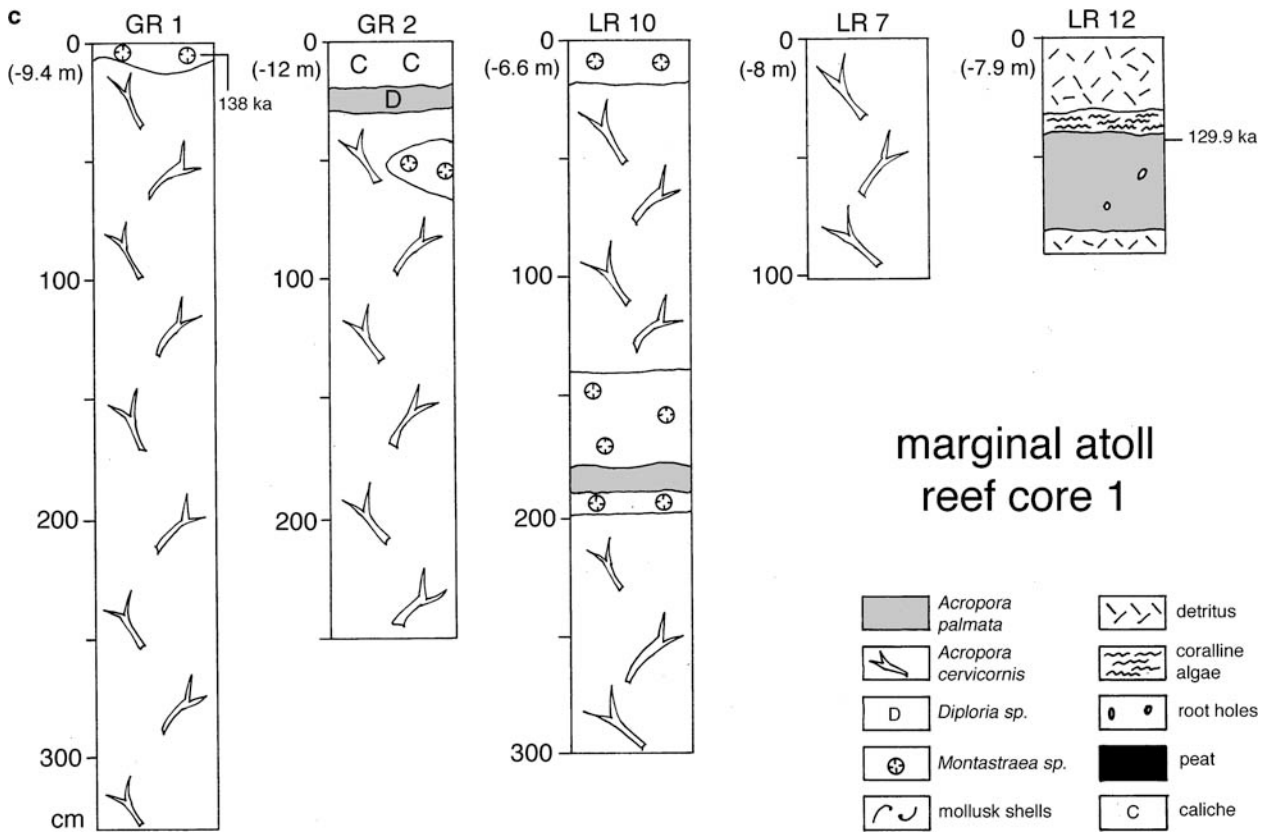 c
GR 1
0
(-9.4 m)
138 ka
100
200
300
cm
GR 2
0
(-12 m)
C C
D
100
200
LR 10
0
(-6.6 m)
100
200
300
LR 7
0
(-8 m)
100
LR 12
0
(-7.9 m)
129.9 ka
marginal atoll
reef core 1
Acropora
palmata
Acropora
cervicornis
D
Diploria sp.
Montastraea sp.
mollusk shells
detritus
coralline
algae
root holes
peat
C
caliche